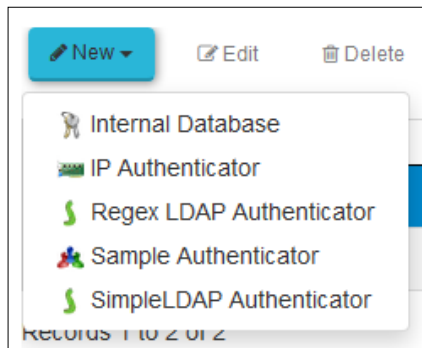 New Edit Delete
Internal Database
IP Authenticator
Regex LDAP Authenticator
Sample Authenticator
SimpleLDAP Authenticator
Records 1 to 2 of 2